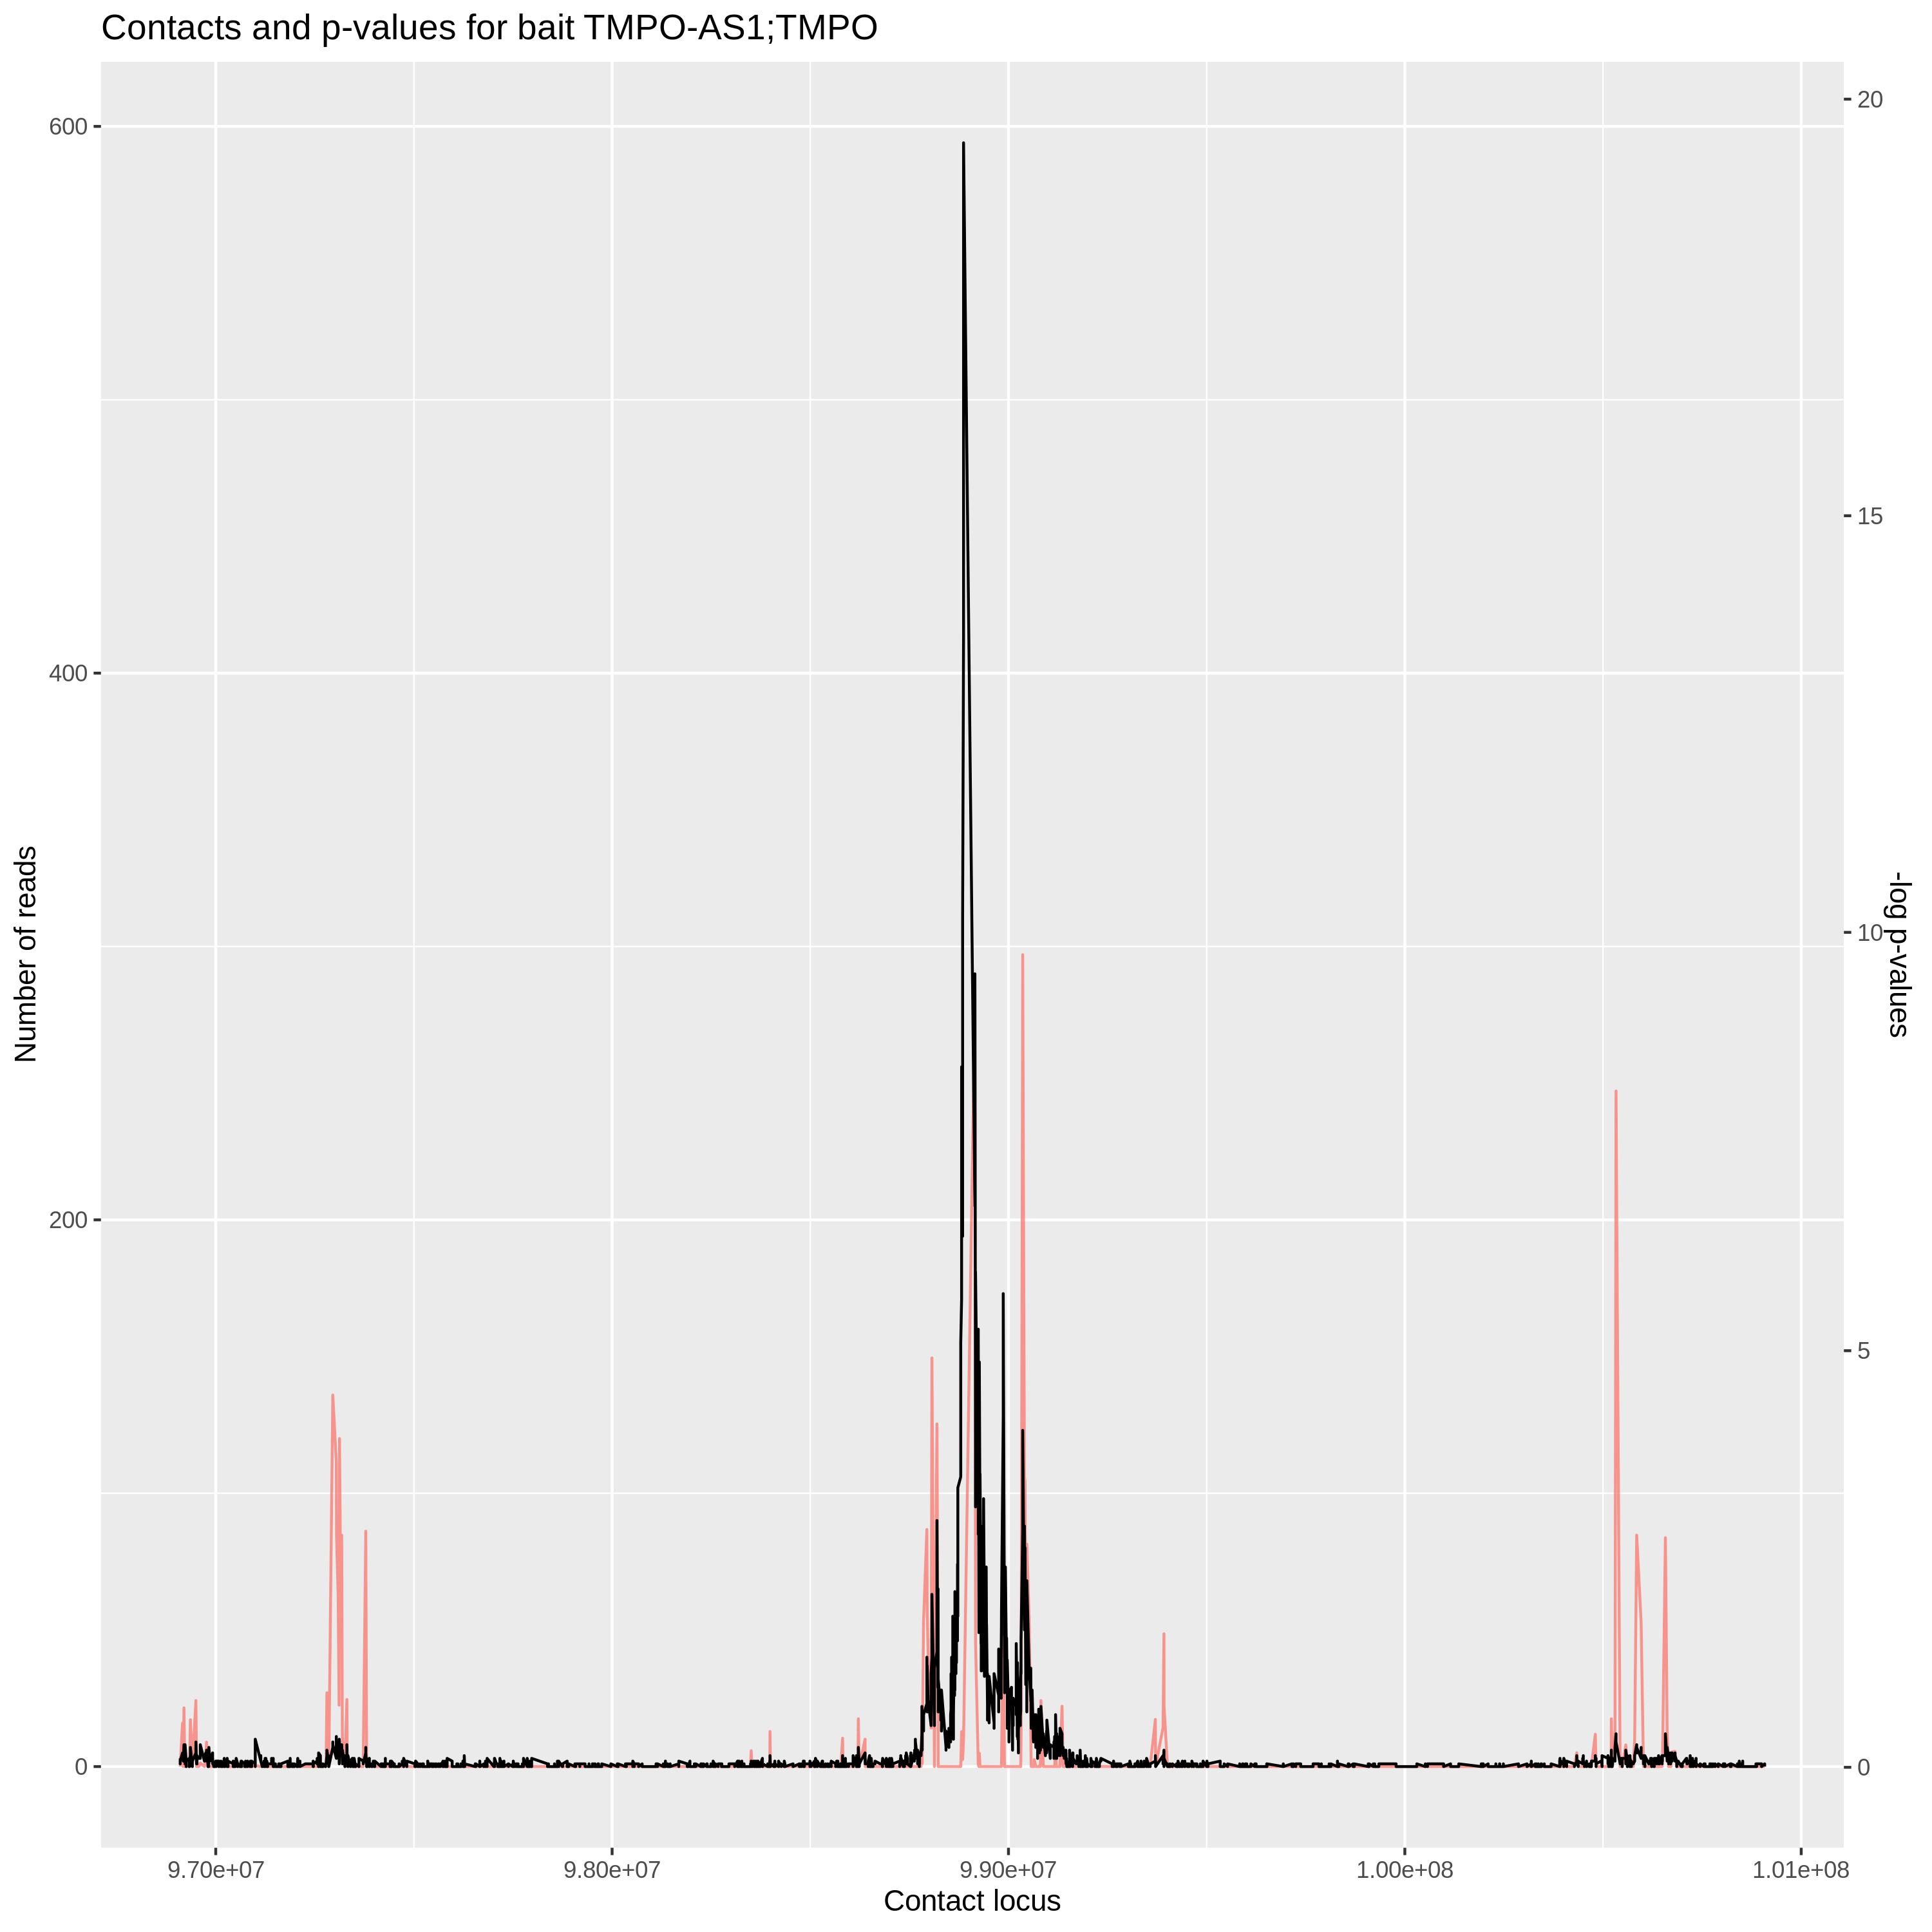 Contacts and p-values for bait TMPO-AS1;TMPO
600
400
200
0
Number of reads
20
15
10
5
0
-log p-values
9.70e+07
9.80e+07
9.90e+07
1.00e+08
1.01e+08
Contact locus